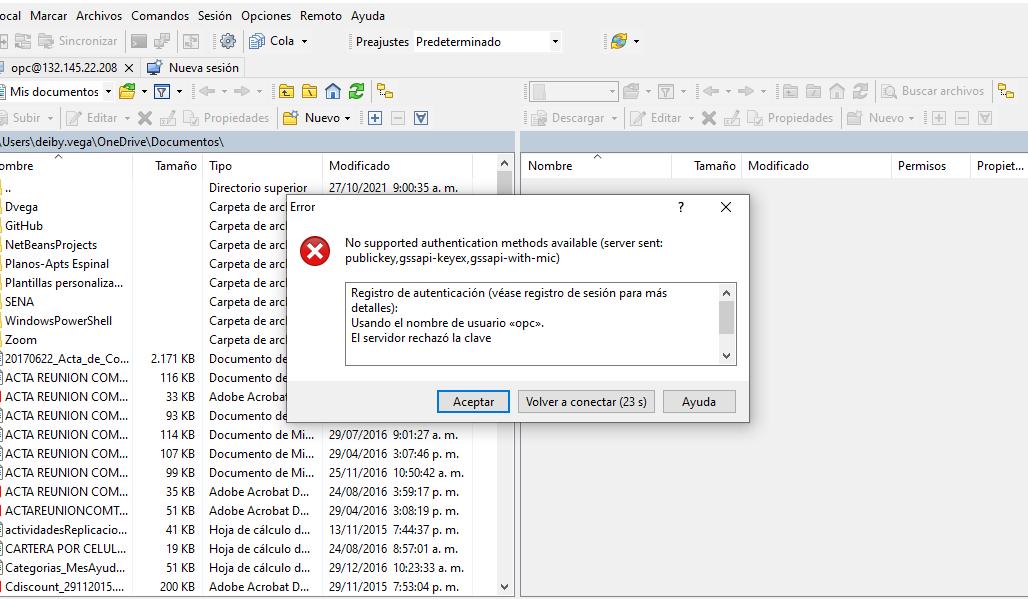 ocal Marcar Archivos Comandos Sesión Opciones Remoto Ayuda
Sincronizar Cola Preajustes Predeterminado
opc@132.145.22.208 Nueva sesión
Mis documentos Buscar archivos
Subir Editar Propiedades Nuevo Descargar Editar Propiedades Nuevo
\Users\deiby.vega\OneDrive\Documentos\
ombre Tamaño Tipo Modificado Nombre Tamaño Modificado Permisos Propiet...
.. Directorio superior 27/10/2021 9:00:35 a. m.
Dvega Carpeta de arc
GitHub Carpeta de arc
NetBeansProjects Carpeta de arc
Planos-Apts Espinal Carpeta de arc
Plantillas personaliza... Carpeta de arc
SENA Carpeta de arc
WindowsPowerShell Carpeta de arc
Zoom Carpeta de arc
20170622_Acta_de_Co... 2.171 KB Documento de
ACTA REUNION COM... 116 KB Documento de
ACTA REUNION COM... 33 KB Adobe Acrobat
ACTA REUNION COM... 93 KB Documento de
ACTA REUNION COM... 114 KB Documento de Mi... 29/07/2016 9:01:27 a. m.
ACTA REUNION COM... 107 KB Documento de Mi... 29/04/2016 3:07:46 p. m.
ACTA REUNION COM... 99 KB Documento de Mi... 25/11/2016 10:50:42 a. m.
ACTA REUNION COM... 35 KB Adobe Acrobat D... 24/08/2016 3:59:17 p. m.
ACTAREUNIONCOMT... 51 KB Adobe Acrobat D... 29/04/2016 3:08:19 p. m.
actividadesReplicacio... 41 KB Hoja de cálculo d... 13/11/2015 7:44:37 p. m.
CARTERA POR CELUL... 19 KB Hoja de cálculo d... 24/08/2016 8:57:01 a. m.
Categorias_MesAyud... 51 KB Hoja de cálculo d... 29/12/2016 10:23:33 a. m.
Cdiscount_29112015.... 200 KB Adobe Acrobat D... 29/11/2015 7:53:04 p. m.
Error
No supported authentication methods available (server sent:
publickey,gssapi-keyex,gssapi-with-mic)
Registro de autenticación (véase registro de sesión para más
detalles):
Usando el nombre de usuario «opc».
El servidor rechazó la clave
Aceptar Volver a conectar (23 s) Ayuda